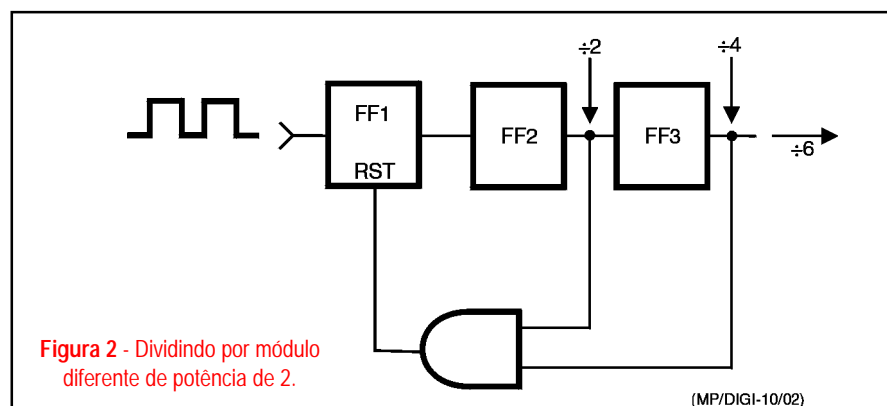 ÷2
÷4
FF1
RST
FF2
FF3
÷6
Figura 2 - Dividindo por módulo
diferente de potência de 2.
(MP/DIGI-10/02)